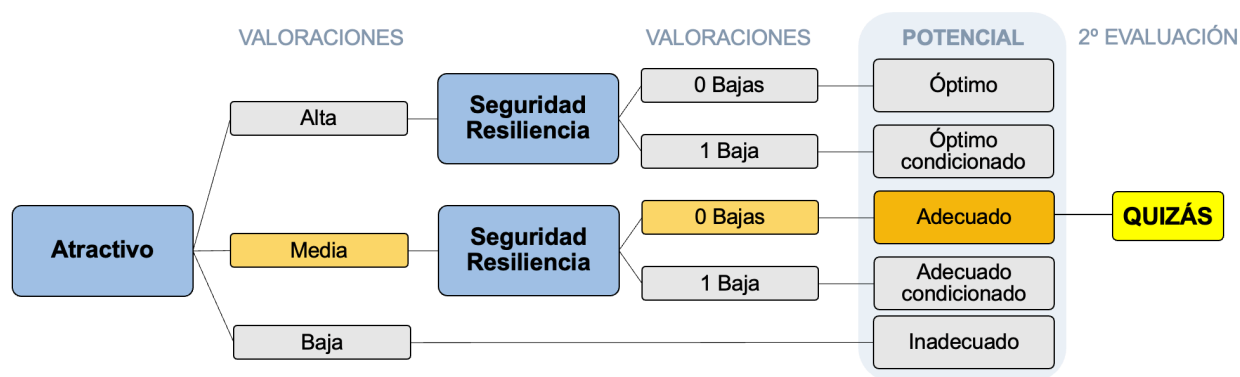 VALORACIONES
VALORACIONES
POTENCIAL
2º EVALUACIÓN
Atractivo
Alta
Seguridad
Resiliencia
0 Bajas
Óptimo
1 Baja
Óptimo
condicionado
Media
Seguridad
Resiliencia
0 Bajas
Adecuado
QUIZÁS
1 Baja
Adecuado
condicionado
Baja
Inadecuado